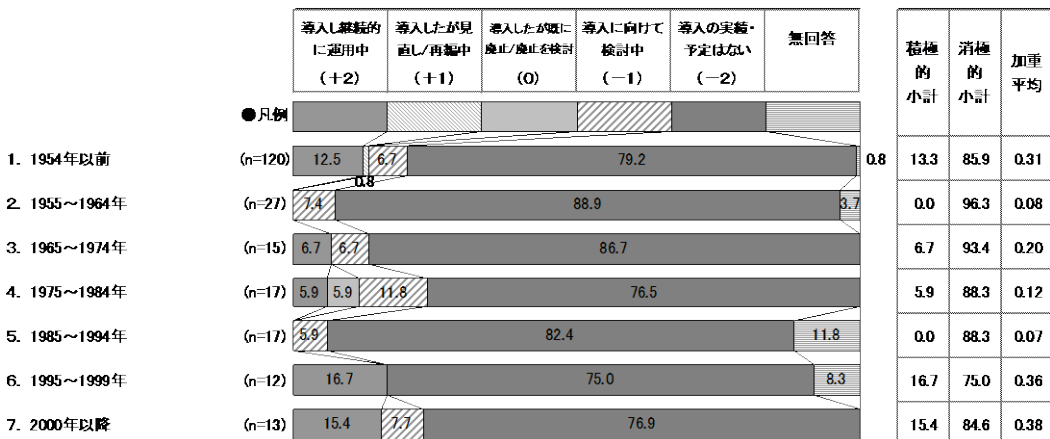 導入し継続的に運用中（＋2）
導入したが見直し/再編中（＋1）
導入したが既に廃止/廃止を検討（0）
導入に向けて検討中（－1）
導入の実績・予定はない（－2）
無回答
積極的小計
消極的小計
加重平均
●凡例
1. 1954年以前 (n=120) 12.5 0.8 6.7 79.2 0.8 13.3 85.9 0.31
2. 1955～1964年 (n=27) 7.4 88.9 3.7 0.0 96.3 0.08
3. 1965～1974年 (n=15) 6.7 6.7 86.7 6.7 93.4 0.20
4. 1975～1984年 (n=17) 5.9 5.9 11.8 76.5 5.9 88.3 0.12
5. 1985～1994年 (n=17) 5.9 82.4 11.8 0.0 88.3 0.07
6. 1995～1999年 (n=12) 16.7 75.0 8.3 16.7 75.0 0.36
7. 2000年以降 (n=13) 15.4 7.7 76.9 15.4 84.6 0.38